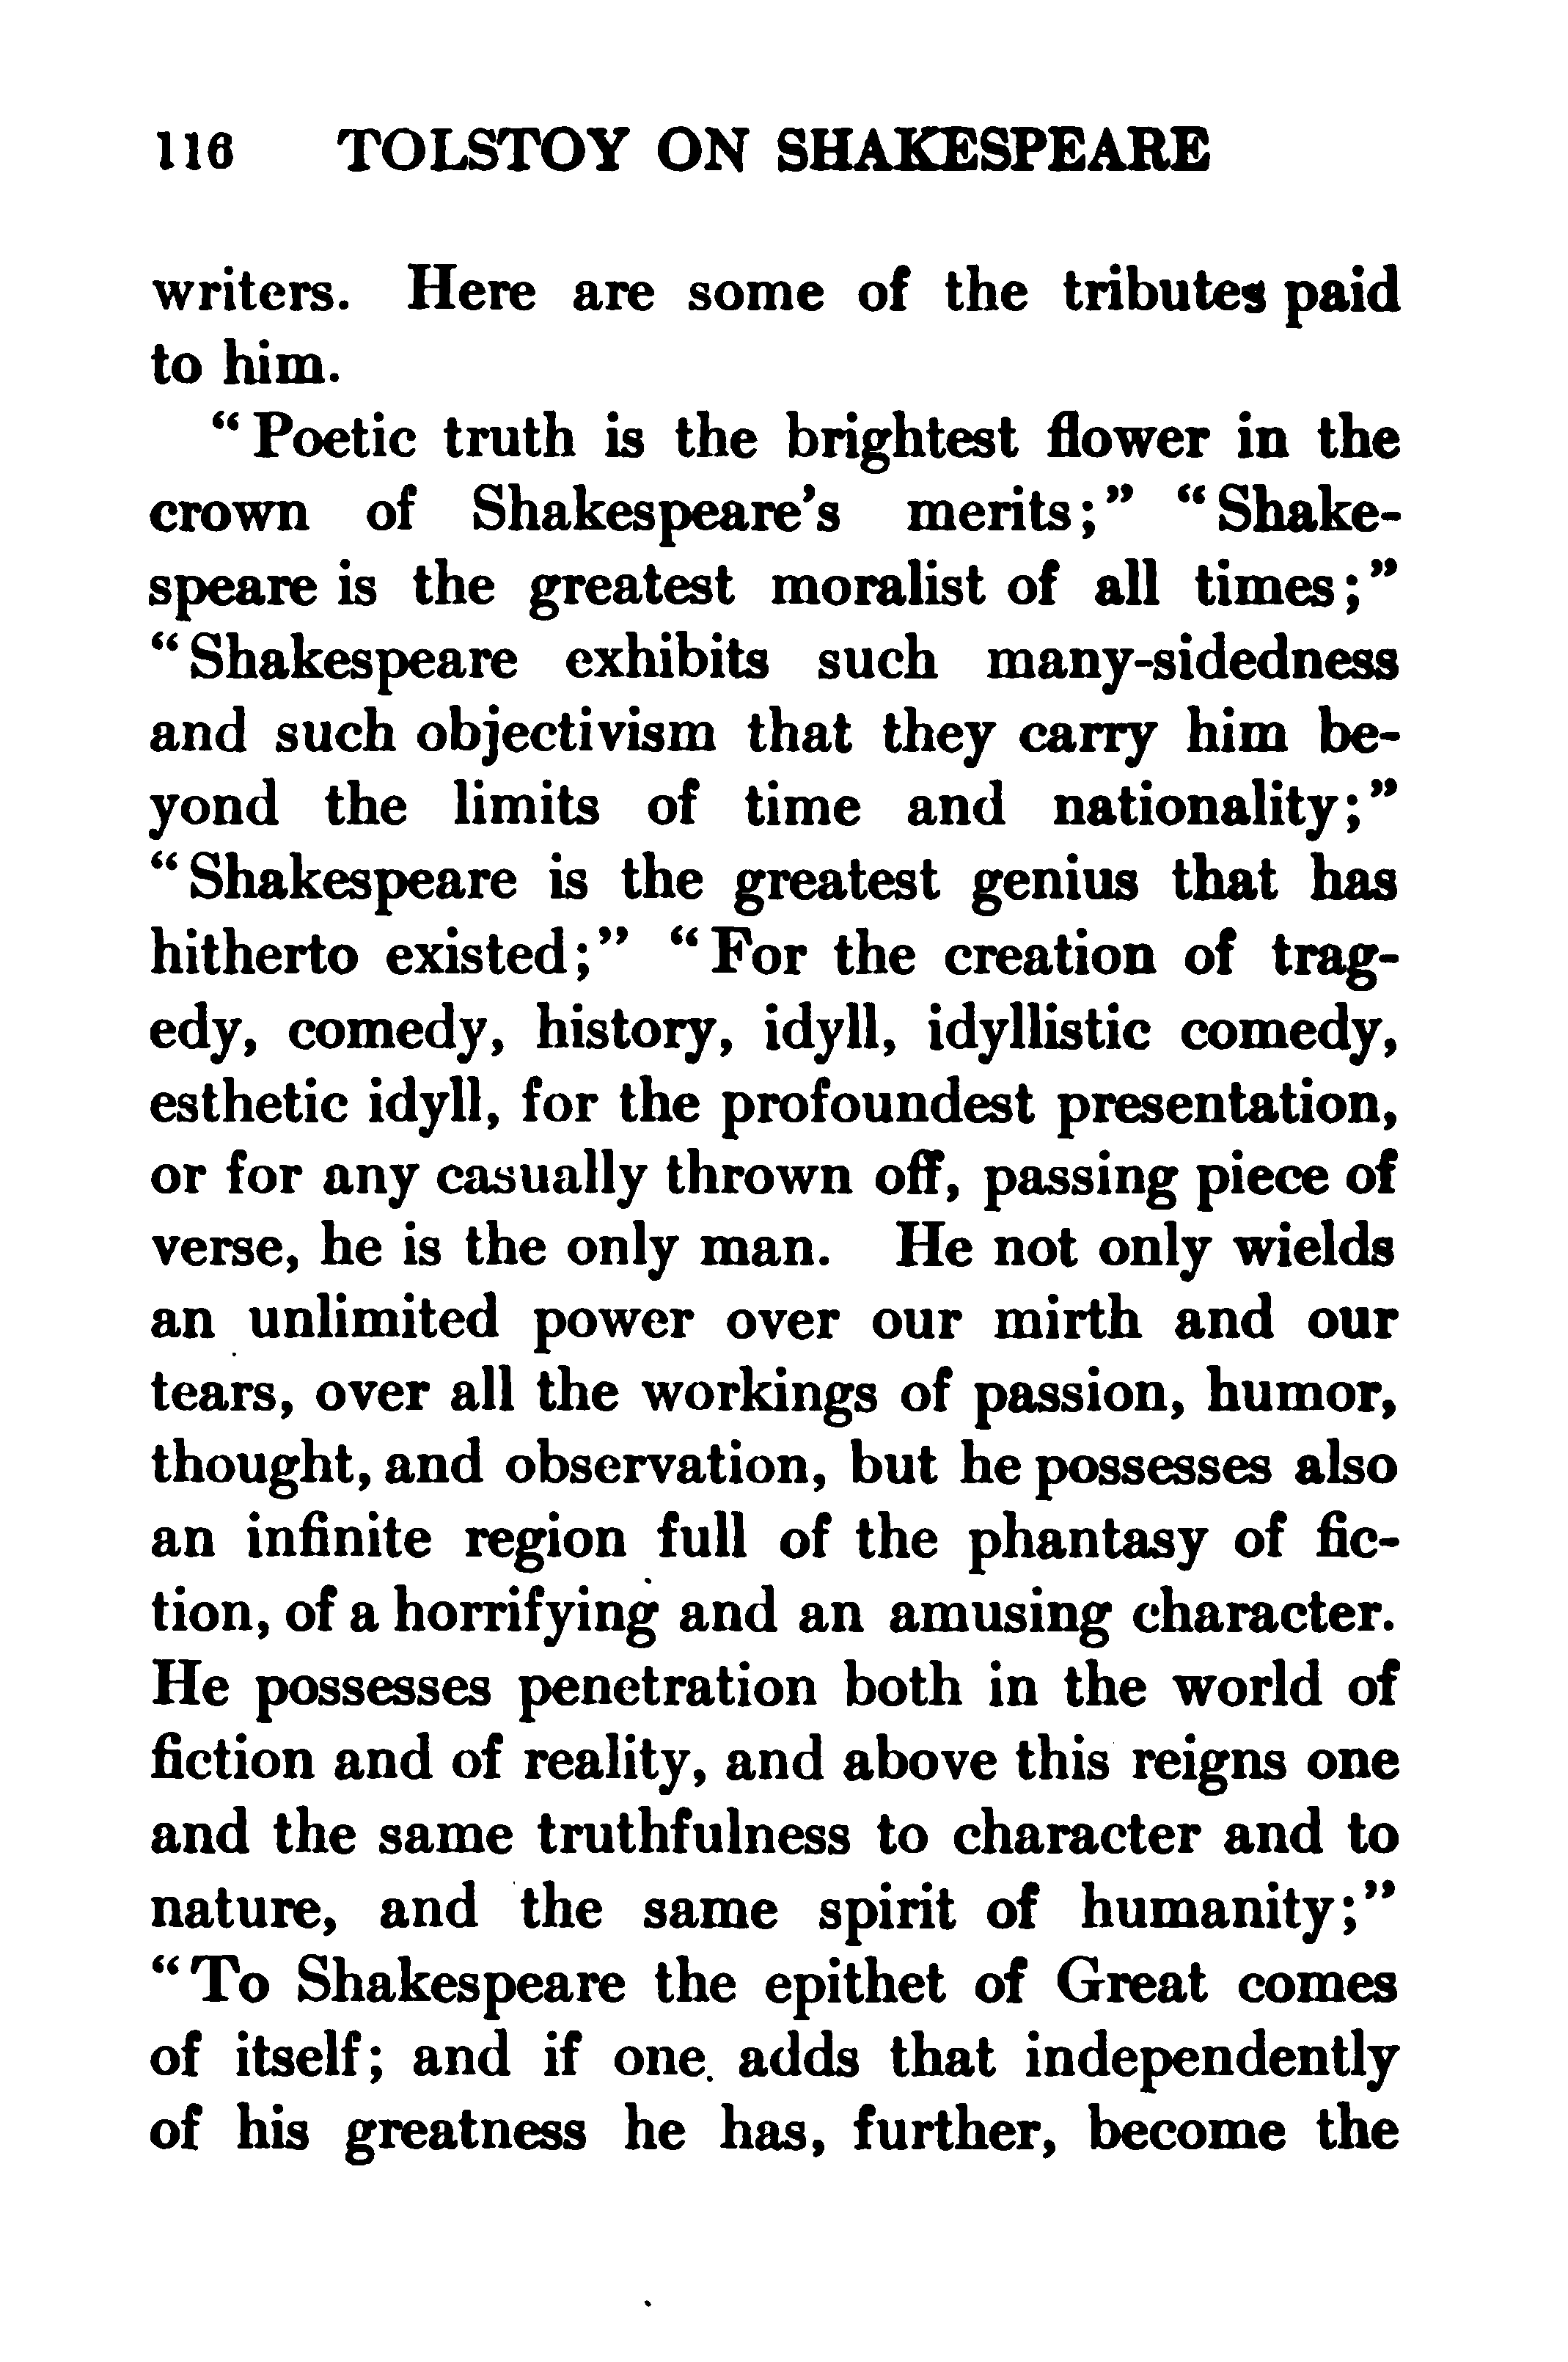 116 TOLSTOY ON SHAKESPEARE
writers. Here are some of the tributes paid
to him.
“Poetic truth is the brightest flower in the
crown of Shakespeare’s merits;” “Shake-
speare is the greatest moralist of all times;”
“Shakespeare exhibits such many-sidedness
and such objectivism that they carry him be-
yond the limits of time and nationality;”
“Shakespeare is the greatest genius that has
hitherto existed;” “For the creation of trag-
edy, comedy, history, idyll, idyllistic comedy,
esthetic idyll, for the profoundest presentation,
or for any casually thrown off, passing piece of
verse, he is the only man. He not only wields
an unlimited power over our mirth and our
tears, over all the workings of passion, humor,
thought, and observation, but he possesses also
an infinite region full of the phantasy of fic-
tion, of a horrifying and an amusing character.
He possesses penetration both in the world of
fiction and of reality, and above this reigns one
and the same truthfulness to character and to
nature, and the same spirit of humanity;”
“To Shakespeare the epithet of Great comes
of itself; and if one adds that independently
of his greatness he has, further, become the